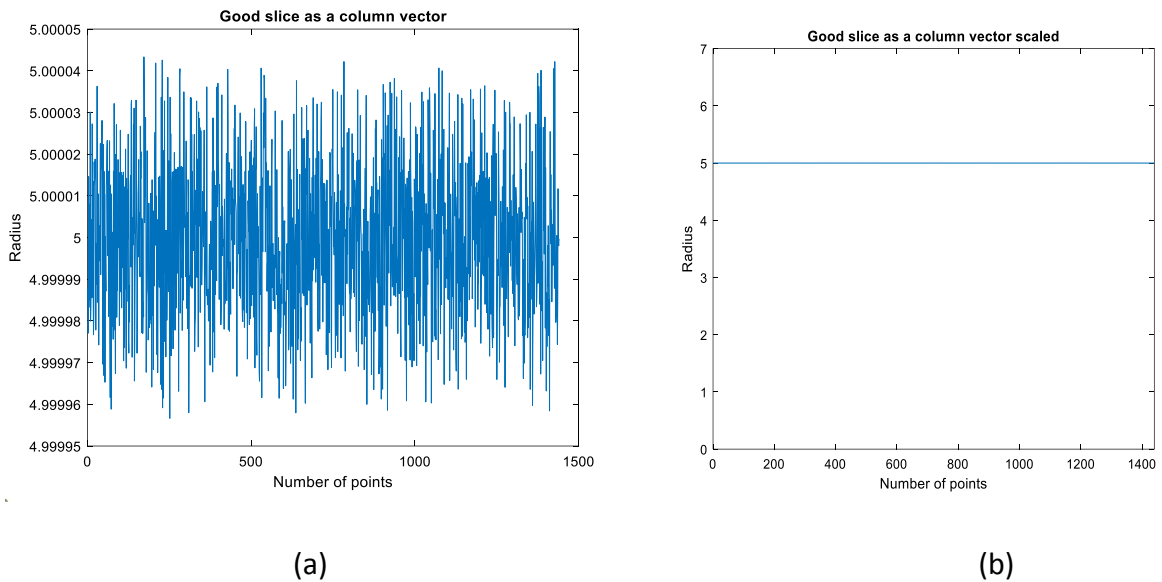 Good slice as a column vector
5.00005
5.00004
5.00003
5.00002
5.00001
5
4.99999
4.99998
4.99997
4.99996
4.99995
Radius
0 500 1000 1500
Number of points
(a)
Good slice as a column vector scaled
7
6
5
4
3
2
1
0
Radius
0 200 400 600 800 1000 1200 1400
Number of points
(b)